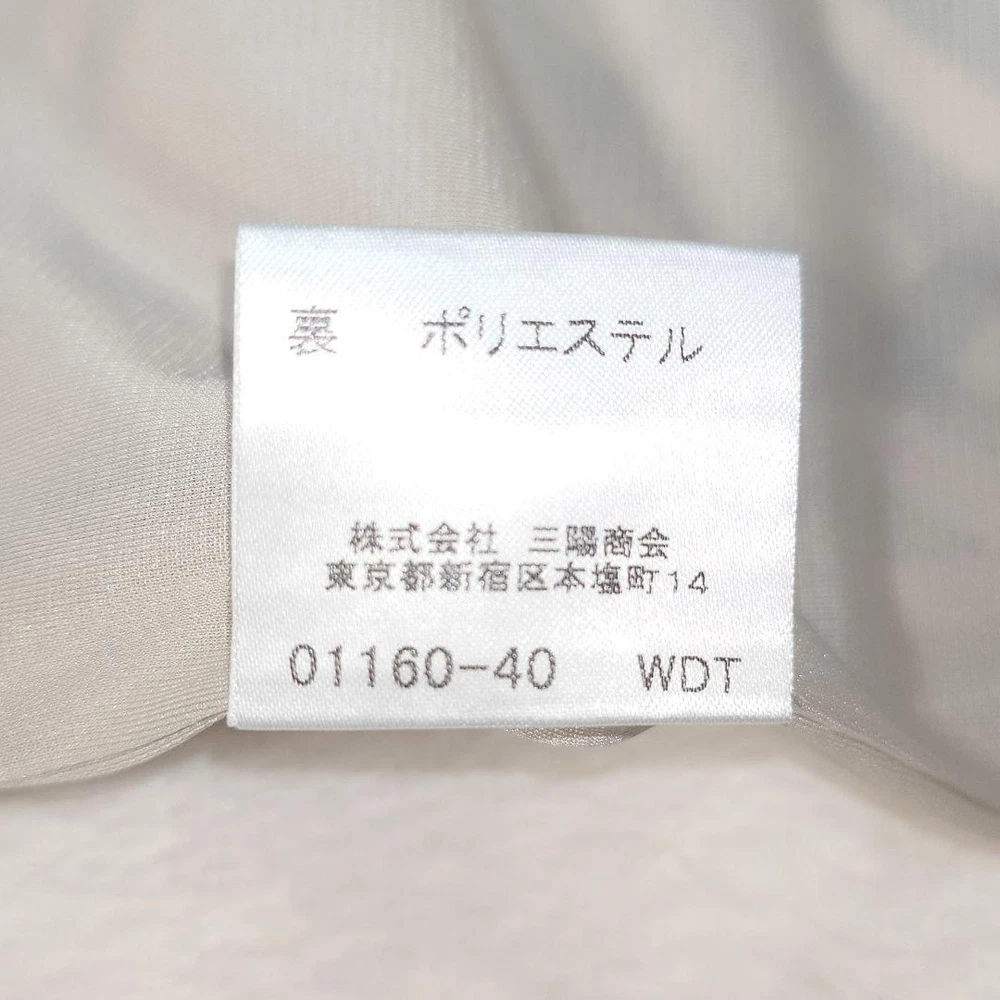 裏　ポリエステル
株式会社　三陽商会
東京都新宿区本塩町14
01160-40　WDT